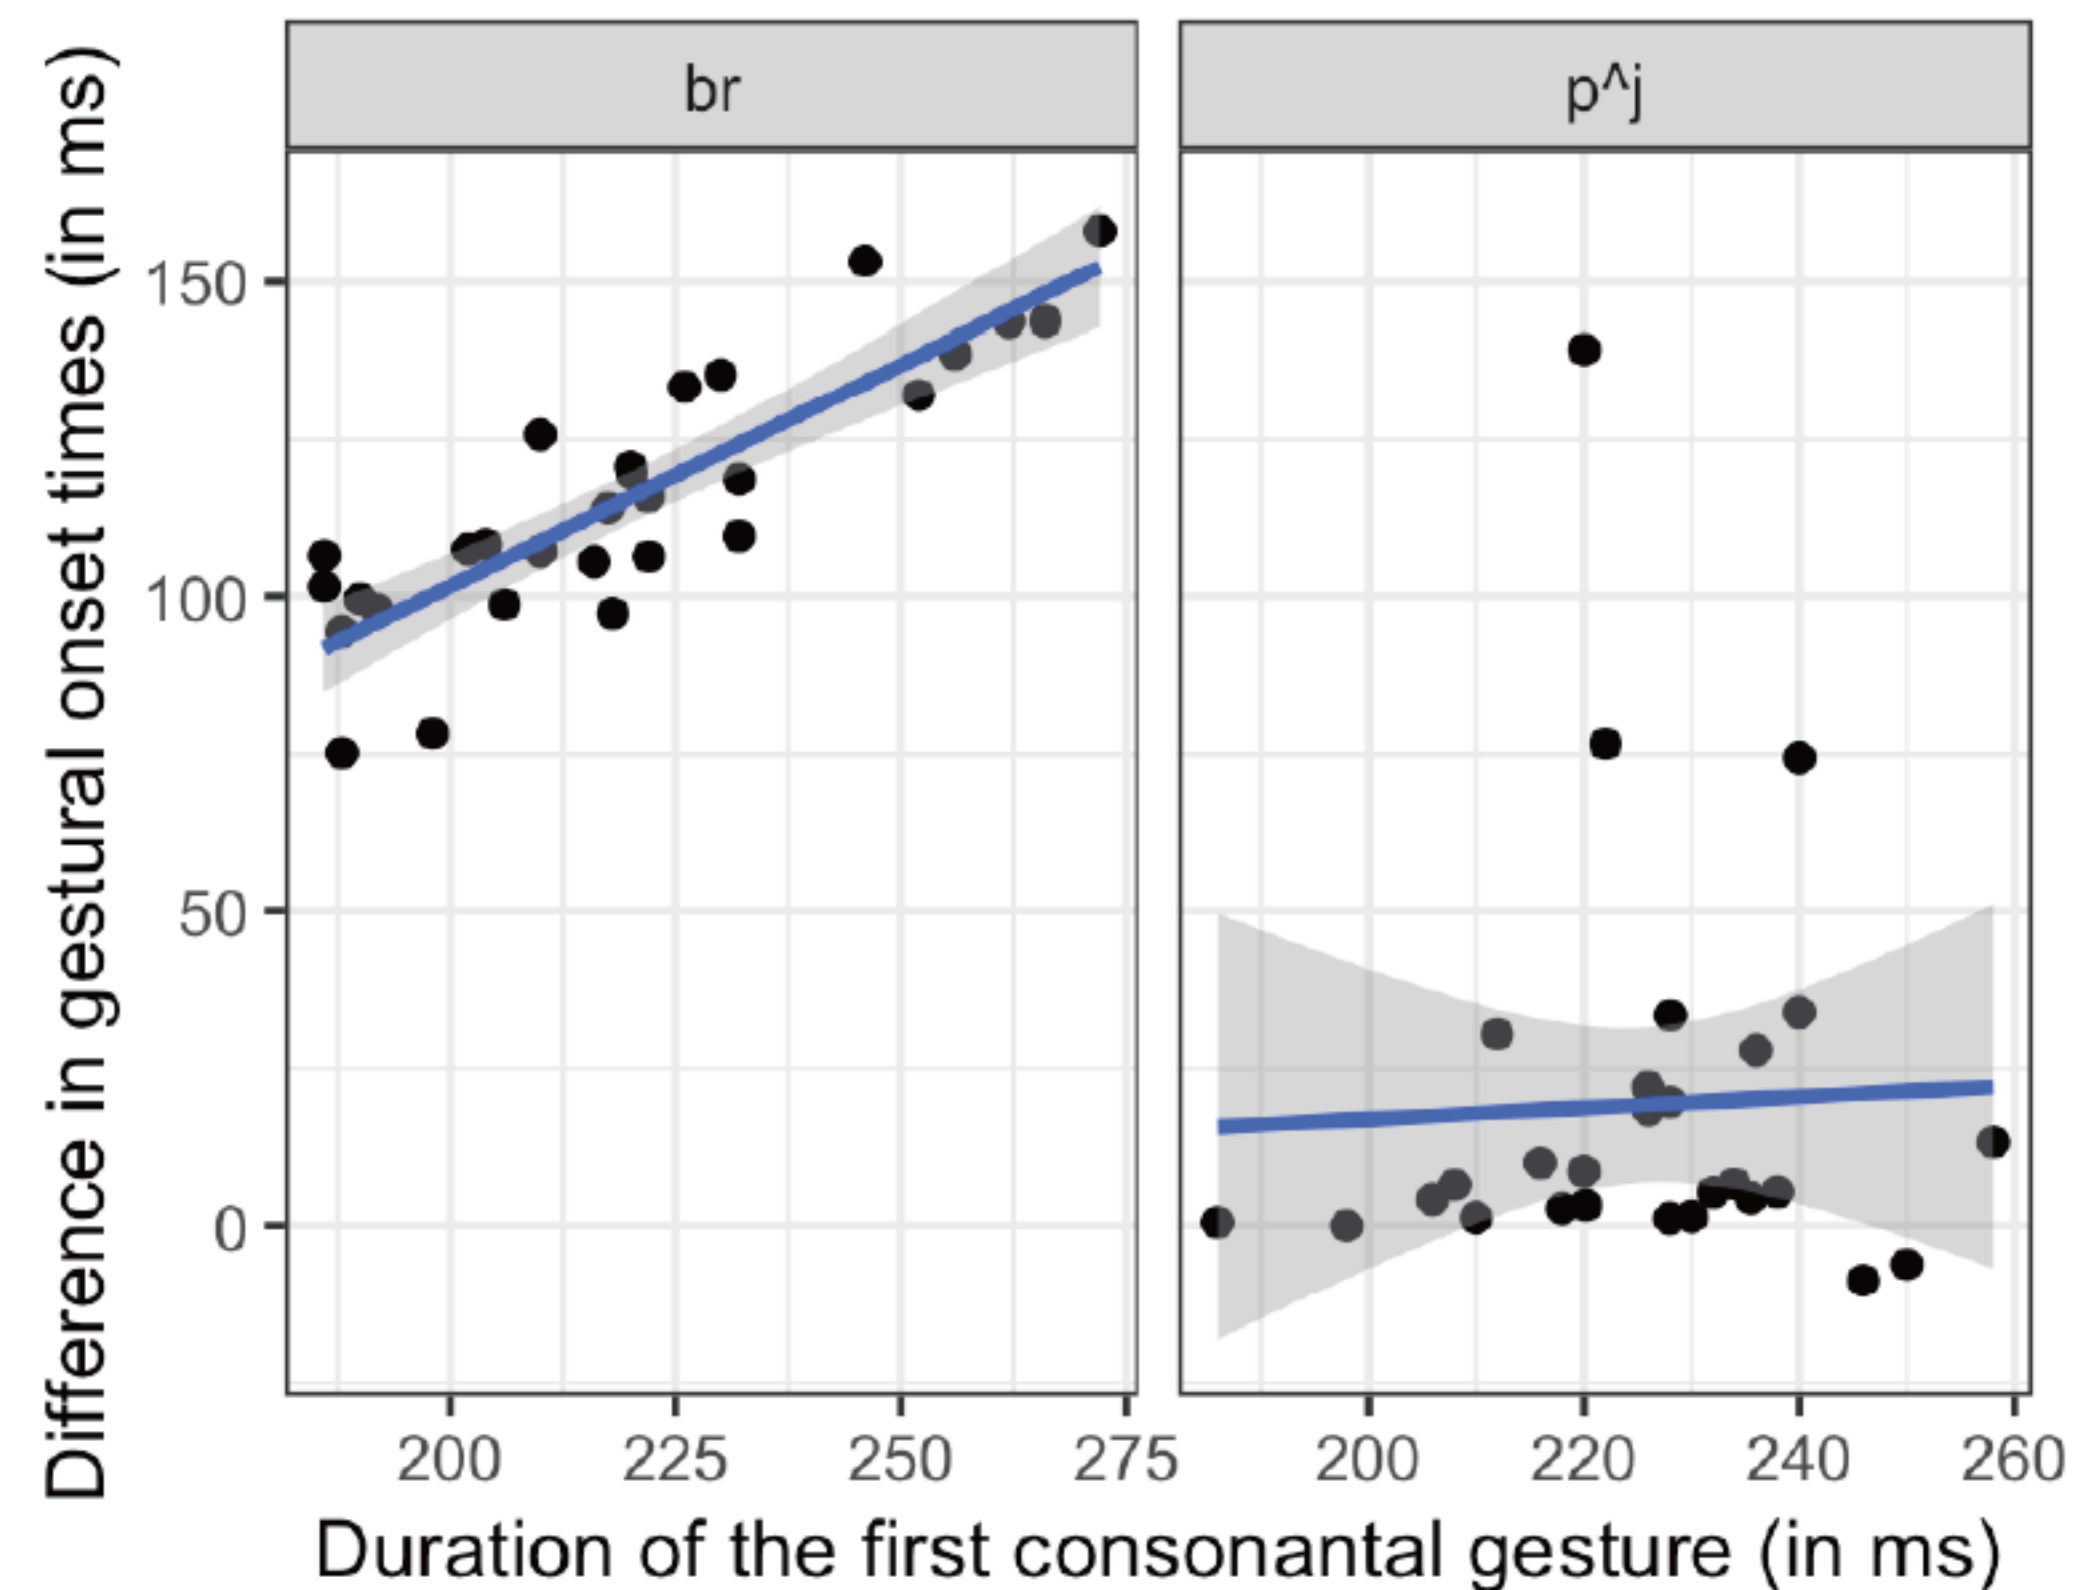 br
p^j
Difference in gestural onset times (in ms)
150
100
50
0
200 225 250 275
200 220 240 260
Duration of the first consonantal gesture (in ms)